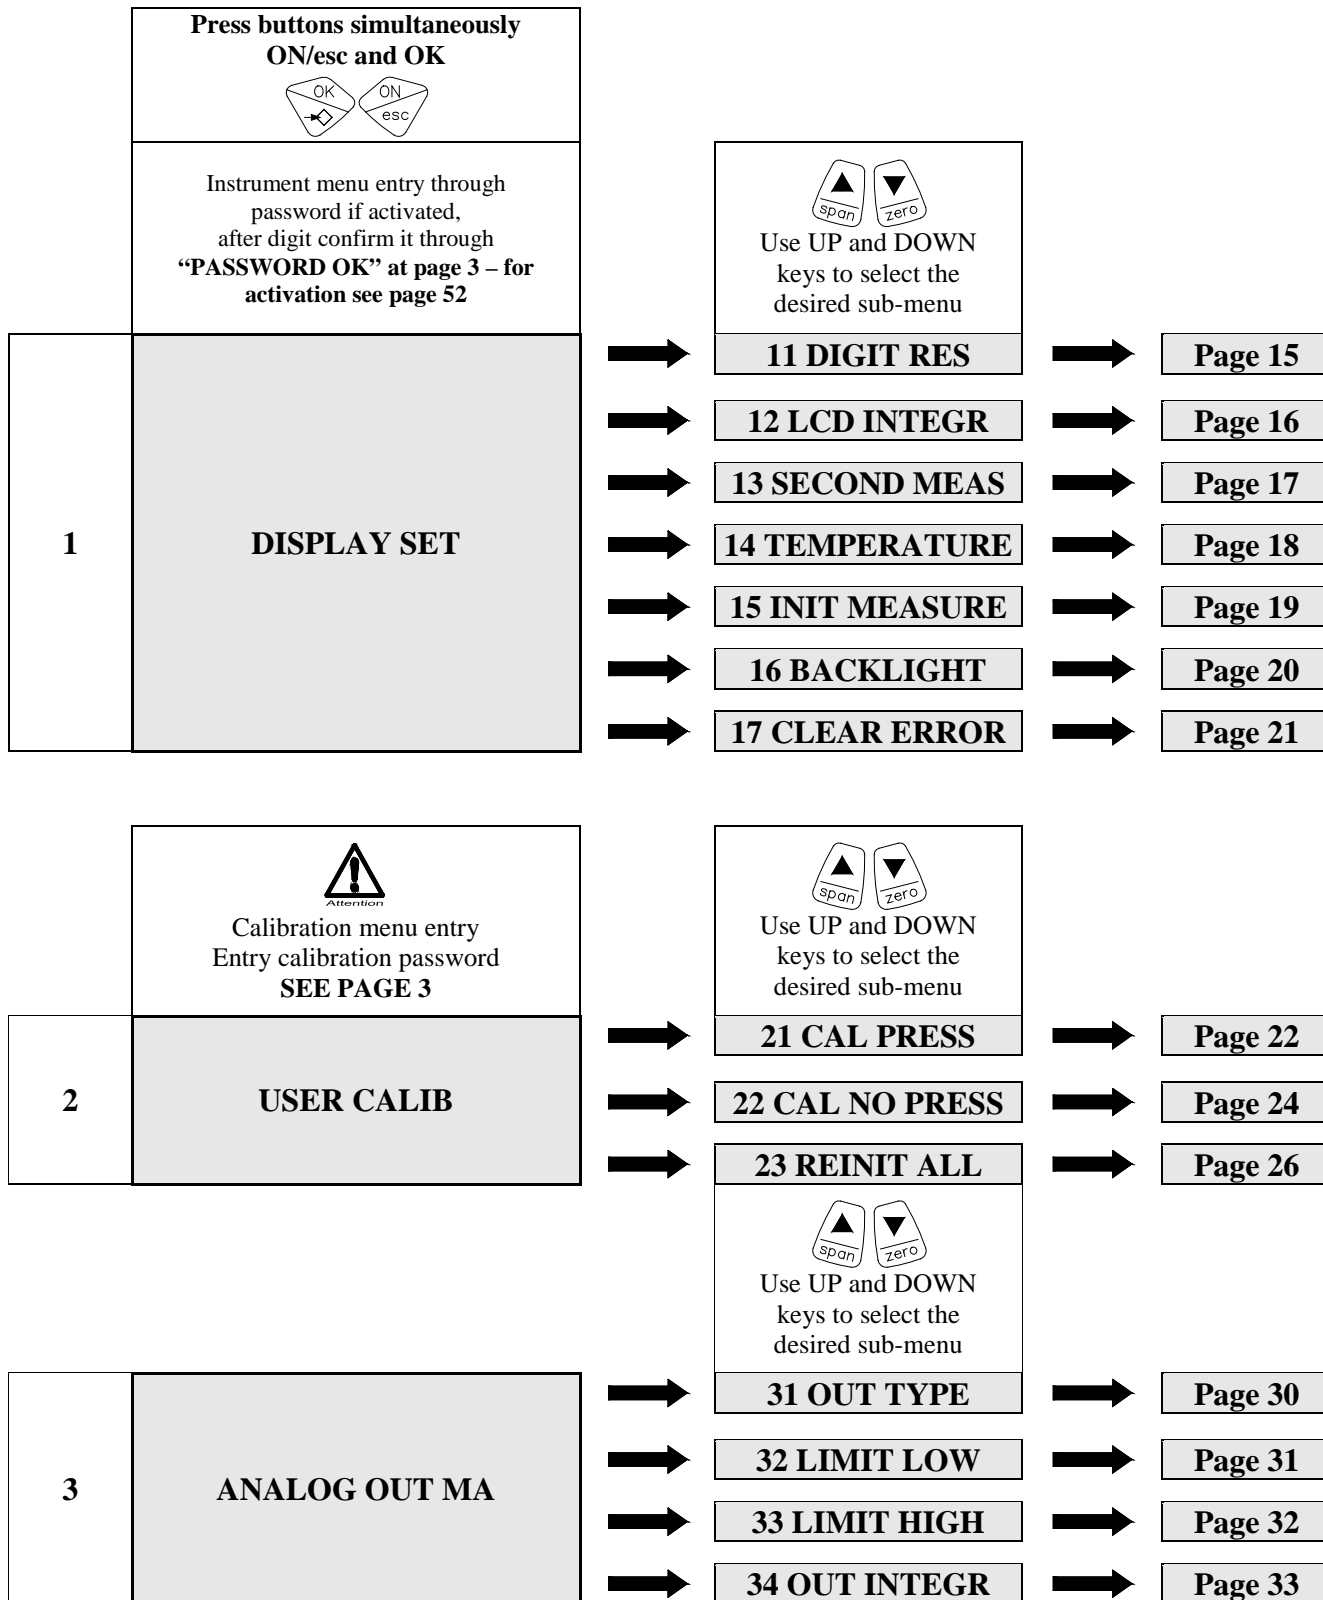 Press buttons simultaneously
ON/esc and OK
OK
ON
esc
Instrument menu entry through
password if activated,
after digit confirm it through
“PASSWORD OK” at page 3 – for
activation see page 52
span
zero
Use UP and DOWN
keys to select the
desired sub-menu
1
DISPLAY SET
11 DIGIT RES
Page 15
12 LCD INTEGR
Page 16
13 SECOND MEAS
Page 17
14 TEMPERATURE
Page 18
15 INIT MEASURE
Page 19
16 BACKLIGHT
Page 20
17 CLEAR ERROR
Page 21
Attention
Calibration menu entry
Entry calibration password
SEE PAGE 3
span
zero
Use UP and DOWN
keys to select the
desired sub-menu
2
USER CALIB
21 CAL PRESS
Page 22
22 CAL NO PRESS
Page 24
23 REINIT ALL
Page 26
span
zero
Use UP and DOWN
keys to select the
desired sub-menu
3
ANALOG OUT MA
31 OUT TYPE
Page 30
32 LIMIT LOW
Page 31
33 LIMIT HIGH
Page 32
34 OUT INTEGR
Page 33